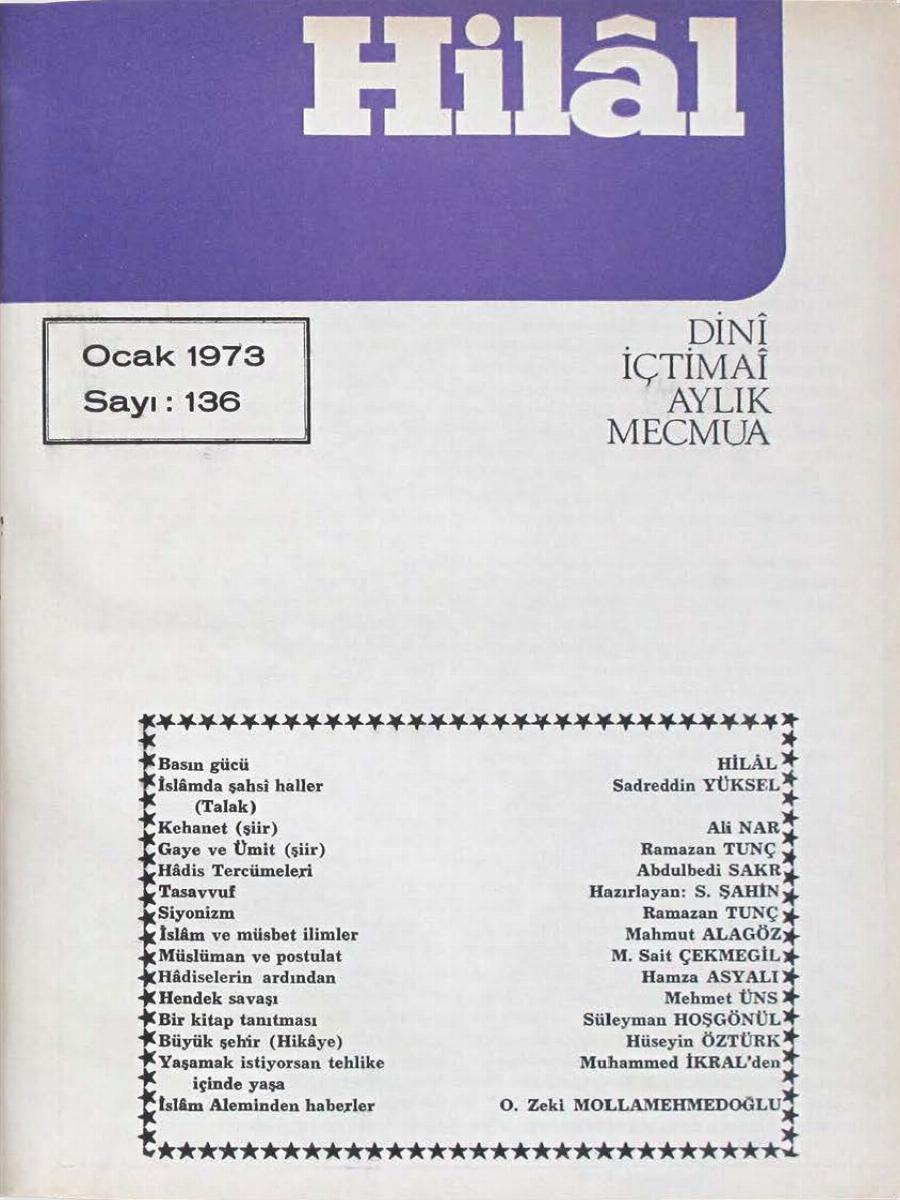 Hilâl
Ocak 1973
Sayı : 136
DİNÎ
İÇTİMAÎ
AYLIK
MECMUA
Basın gücü HİLÂL
İslâmda şahsî haller Sadreddin YÜKSEL
(Talak)
Kehanet (şiir) Ali NAR
Gaye ve Ümit (şiir) Ramazan TUNÇ
Hâdis Tercümeleri Abdulbedi SAKR
Tasavvuf Hazırlayan: S. ŞAHİN
Siyonizm Ramazan TUNÇ
İslâm ve müsbet ilimler Mahmut ALAGÖZ
Müslüman ve postulat M. Sait ÇEKMEGİL
Hâdiselerin ardından Hamza ASYALI
Hendek savaşı Mehmet ÜNS
Bir kitap tanıtması Süleyman HOŞGÖNÜL
Büyük şehir (Hikâye) Hüseyin ÖZTÜRK
Yaşamak istiyorsan tehlike Muhammed İKRAL'den
içinde yaşa
İslâm Aleminden haberler O. Zeki MOLLAMEHMEDOĞLU